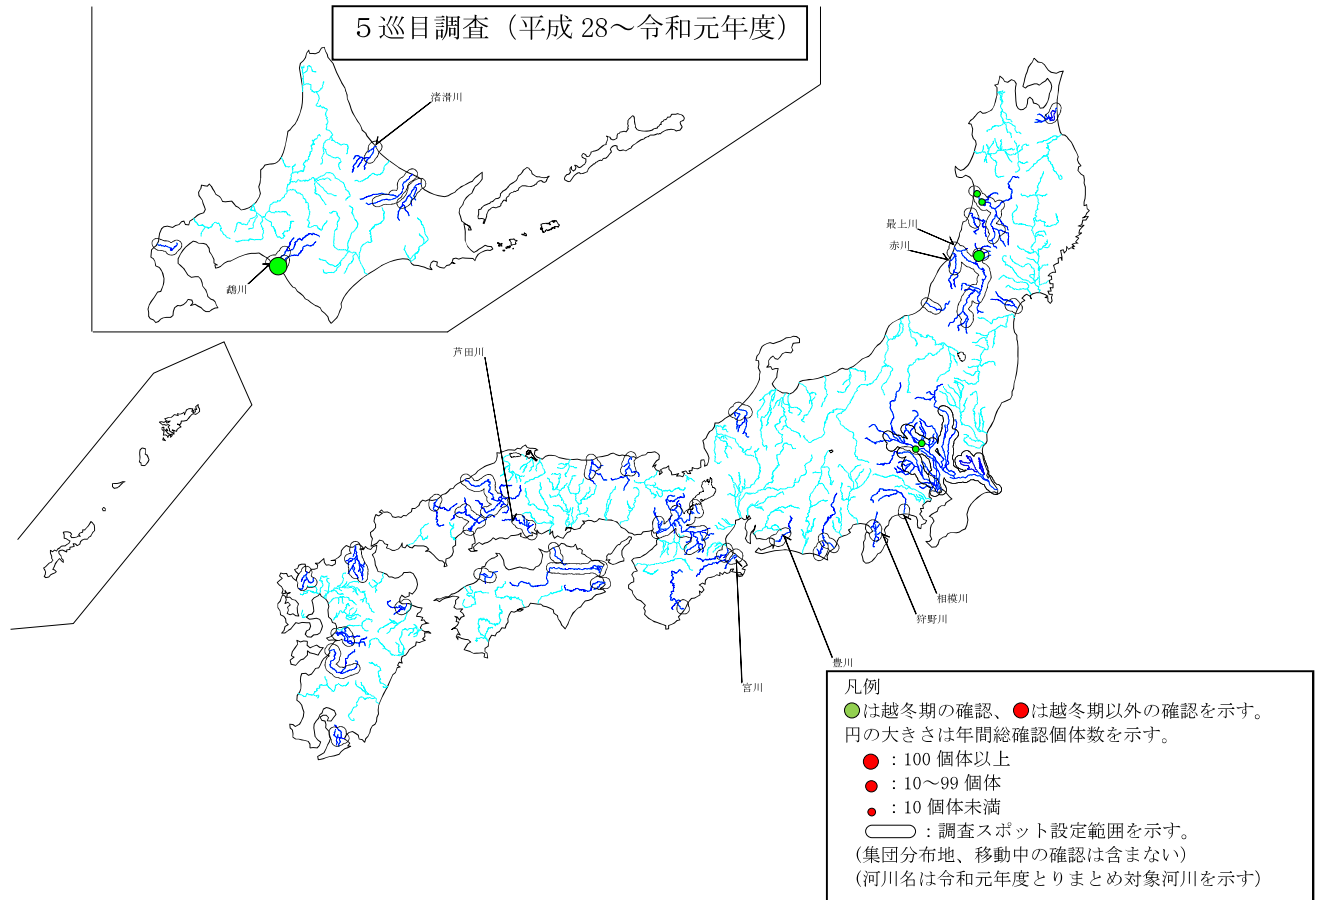 ５巡目調査（平成 28～令和元年度）
渚滑川
最上川
赤川
鵡川
芦田川
相模川
狩野川
豊川
宮川
凡例
は越冬期の確認、は越冬期以外の確認を示す。
円の大きさは年間総確認個体数を示す。
：100 個体以上
：10～99 個体
：10 個体未満
：調査スポット設定範囲を示す。
（集団分布地、移動中の確認は含まない）
（河川名は令和元年度とりまとめ対象河川を示す）